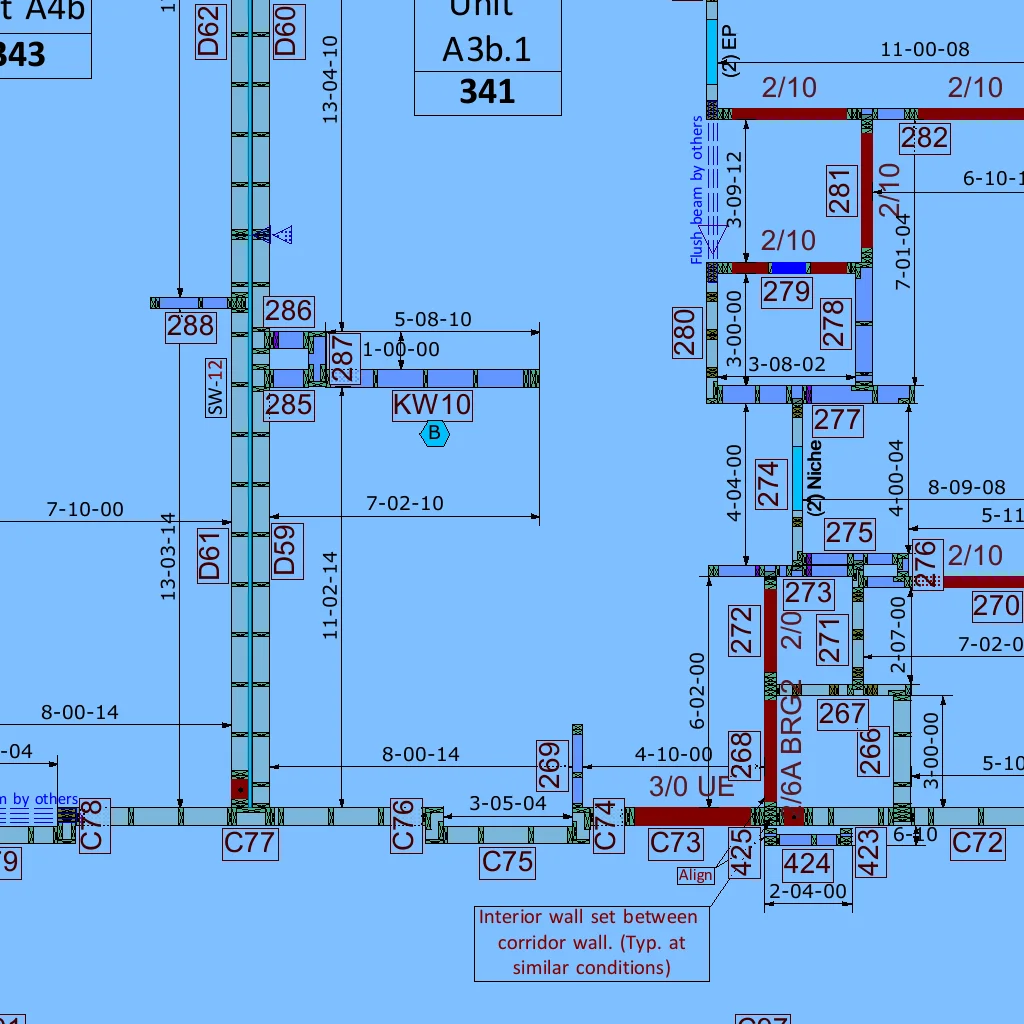 t A4b
343
D62
D60
13-04-10
Unit
A3b.1
341
(2) EP
11-00-08
2/10
2/10
282
Flush beam by others
3-09-12
281
2/10
7-01-04
2/10
279
280
3-00-00
278
3-08-02
277
288
286
5-08-10
287
1-00-00
SW-12
285
KW10
B
7-10-00
7-02-10
13-03-14
D61
D59
11-02-14
4-04-00
274
(2) Niche
4-00-04
8-09-08
5-11
275
276
2/10
273
270
272
2/0
271
2-07-00
7-02-0
6-02-00
267
8-00-14
8-00-14
269
4-10-00
268
266
3-00-00
5-10
-04
3/0 UE
/6A BRG2
m by others
C78
C77
C76
3-05-04
C75
C74
C73
425
424
423
6-10
C72
79
Align
2-04-00
Interior wall set between
corridor wall. (Typ. at
similar conditions)